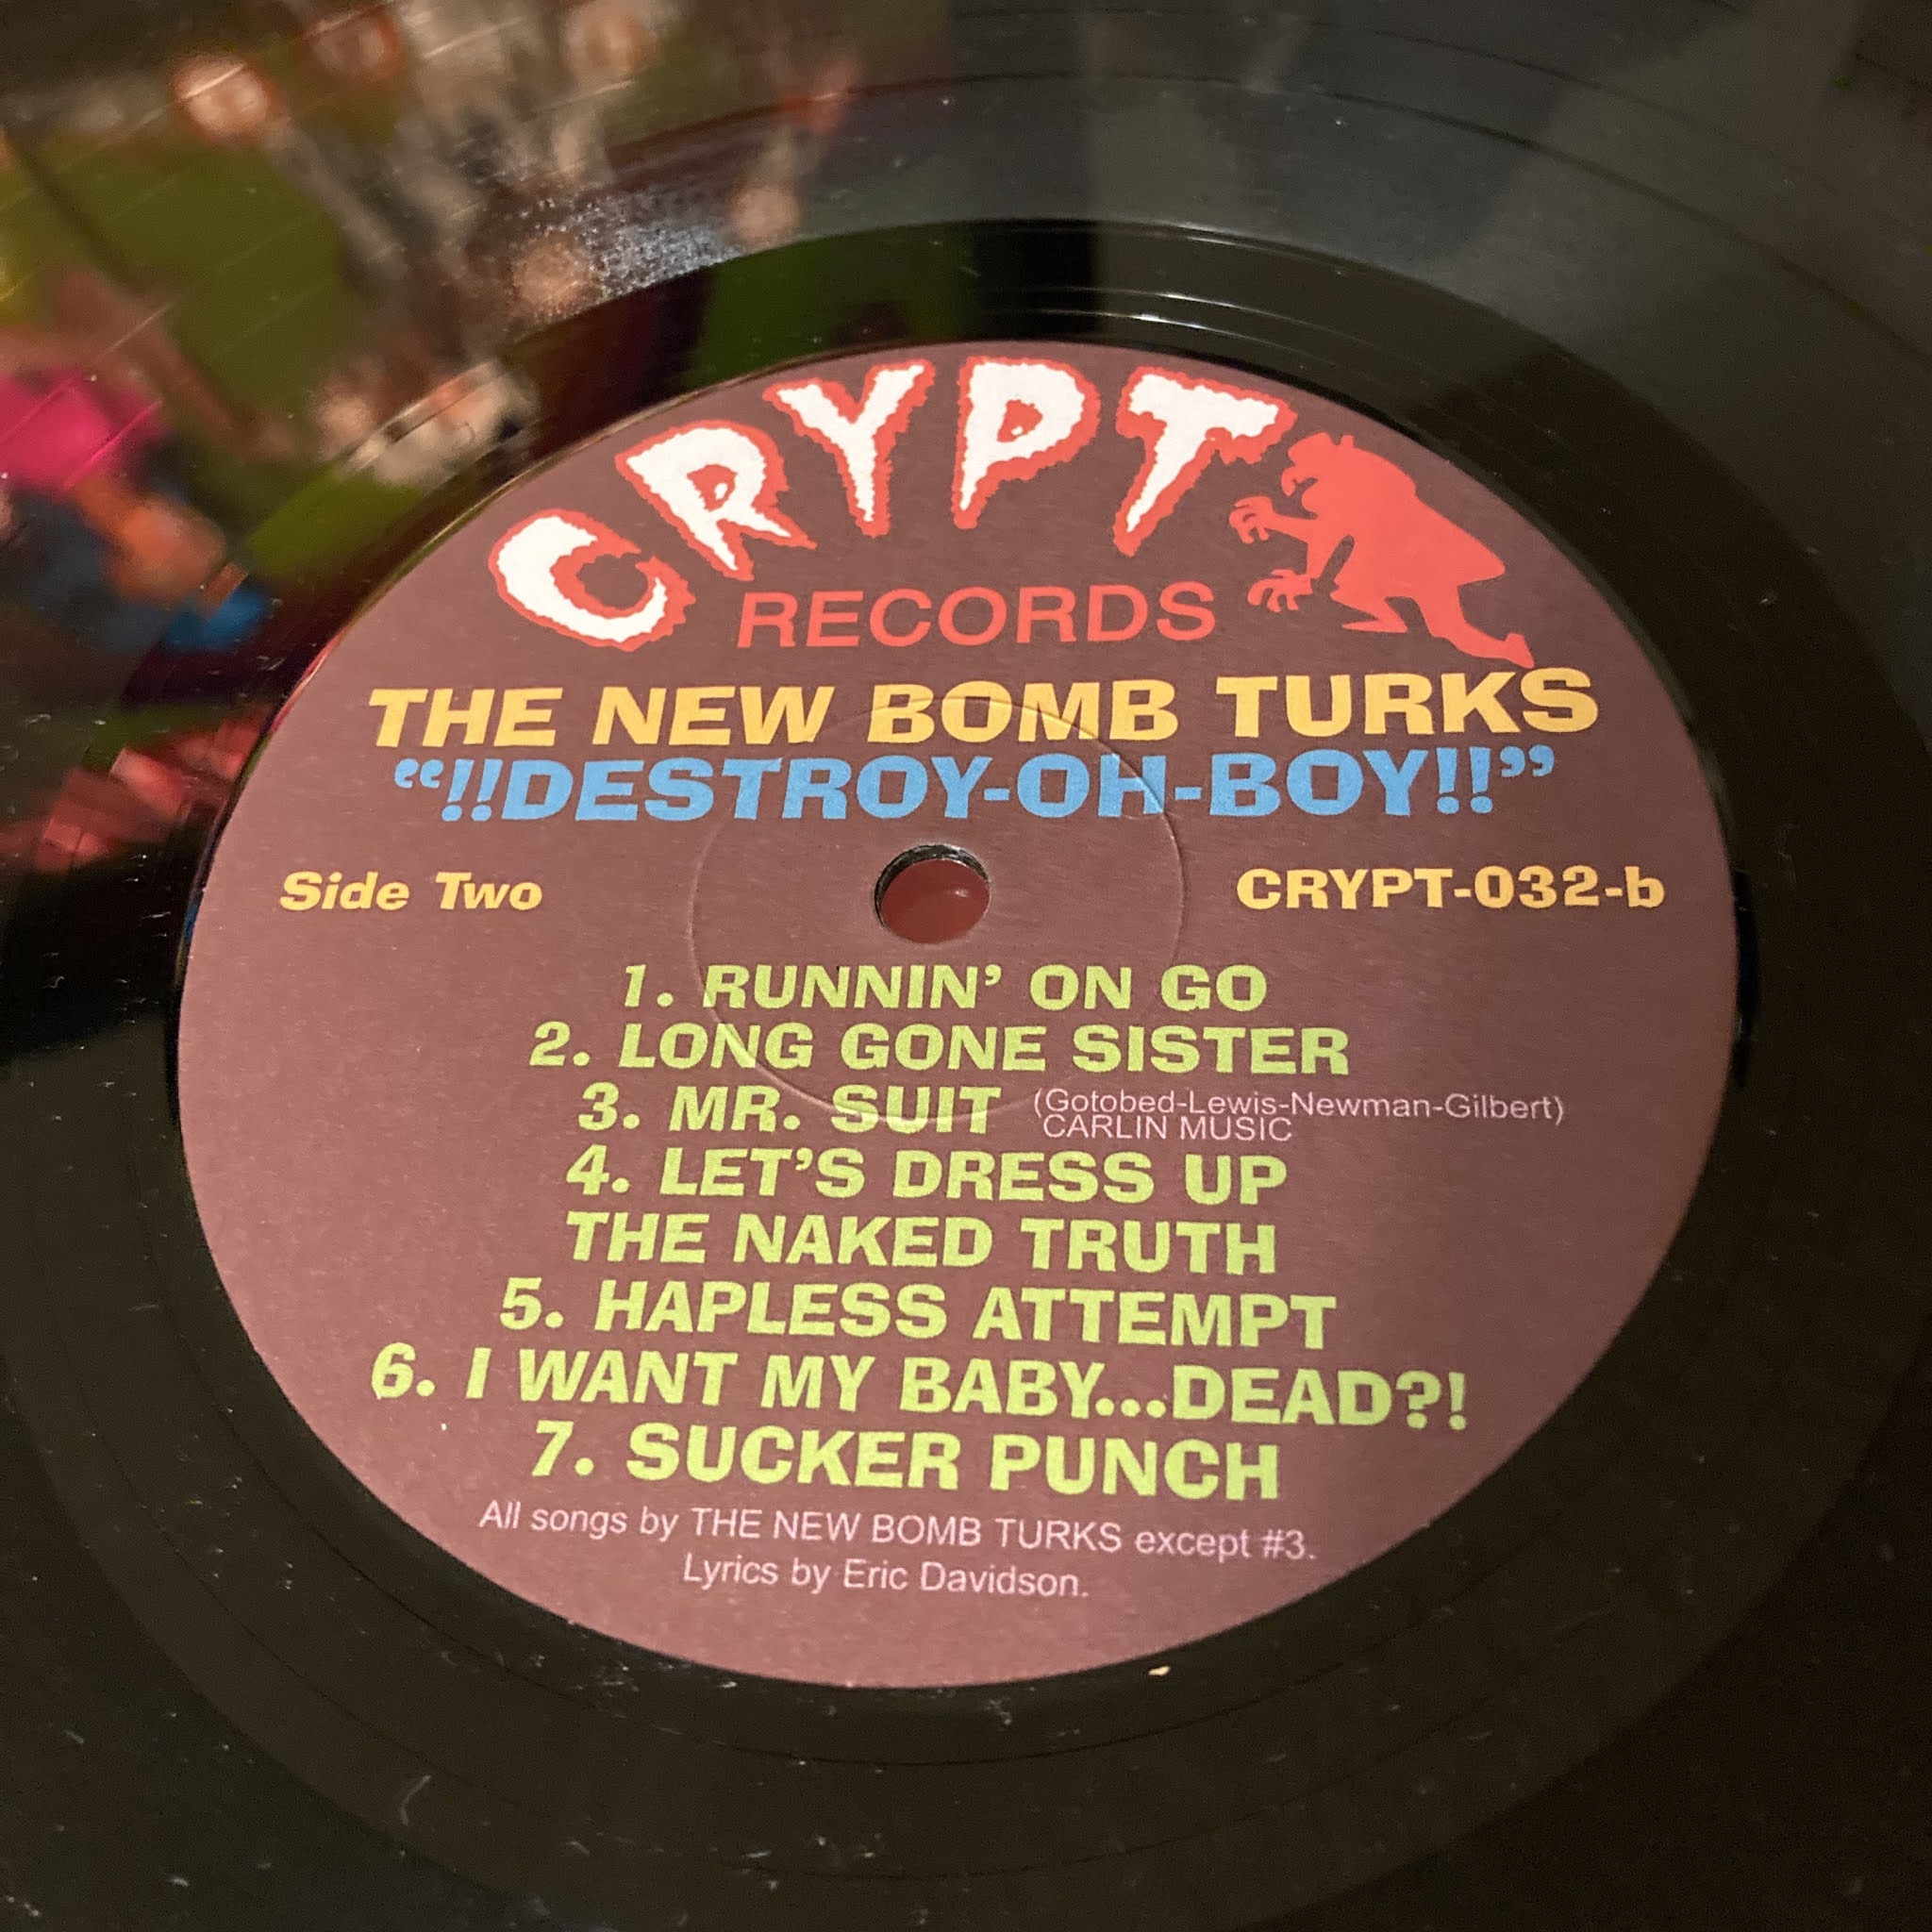 CRYPT
RECORDS
THE NEW BOMB TURKS
“!!DESTROY-OH-BOY!!”
Side Two
CRYPT-032-b
1. RUNNIN’ ON GO
2. LONG GONE SISTER
3. MR. SUIT (Gotobed-Lewis-Newman-Gilbert)
CARLIN MUSIC
4. LET’S DRESS UP
THE NAKED TRUTH
5. HAPLESS ATTEMPT
6. I WANT MY BABY...DEAD?!
7. SUCKER PUNCH
All songs by THE NEW BOMB TURKS except #3.
Lyrics by Eric Davidson.